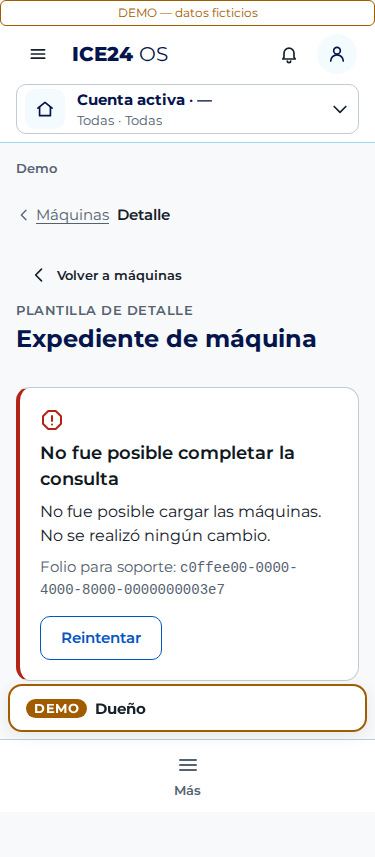 DEMO — datos ficticios
ICE24 OS
Cuenta activa · —
Todas · Todas
Demo
Máquinas Detalle
Volver a máquinas
PLANTILLA DE DETALLE
Expediente de máquina
No fue posible completar la
consulta
No fue posible cargar las máquinas.
No se realizó ningún cambio.
Folio para soporte: c0ffee00-0000-
4000-8000-0000000003e7
Reintentar
DEMO Dueño
Más